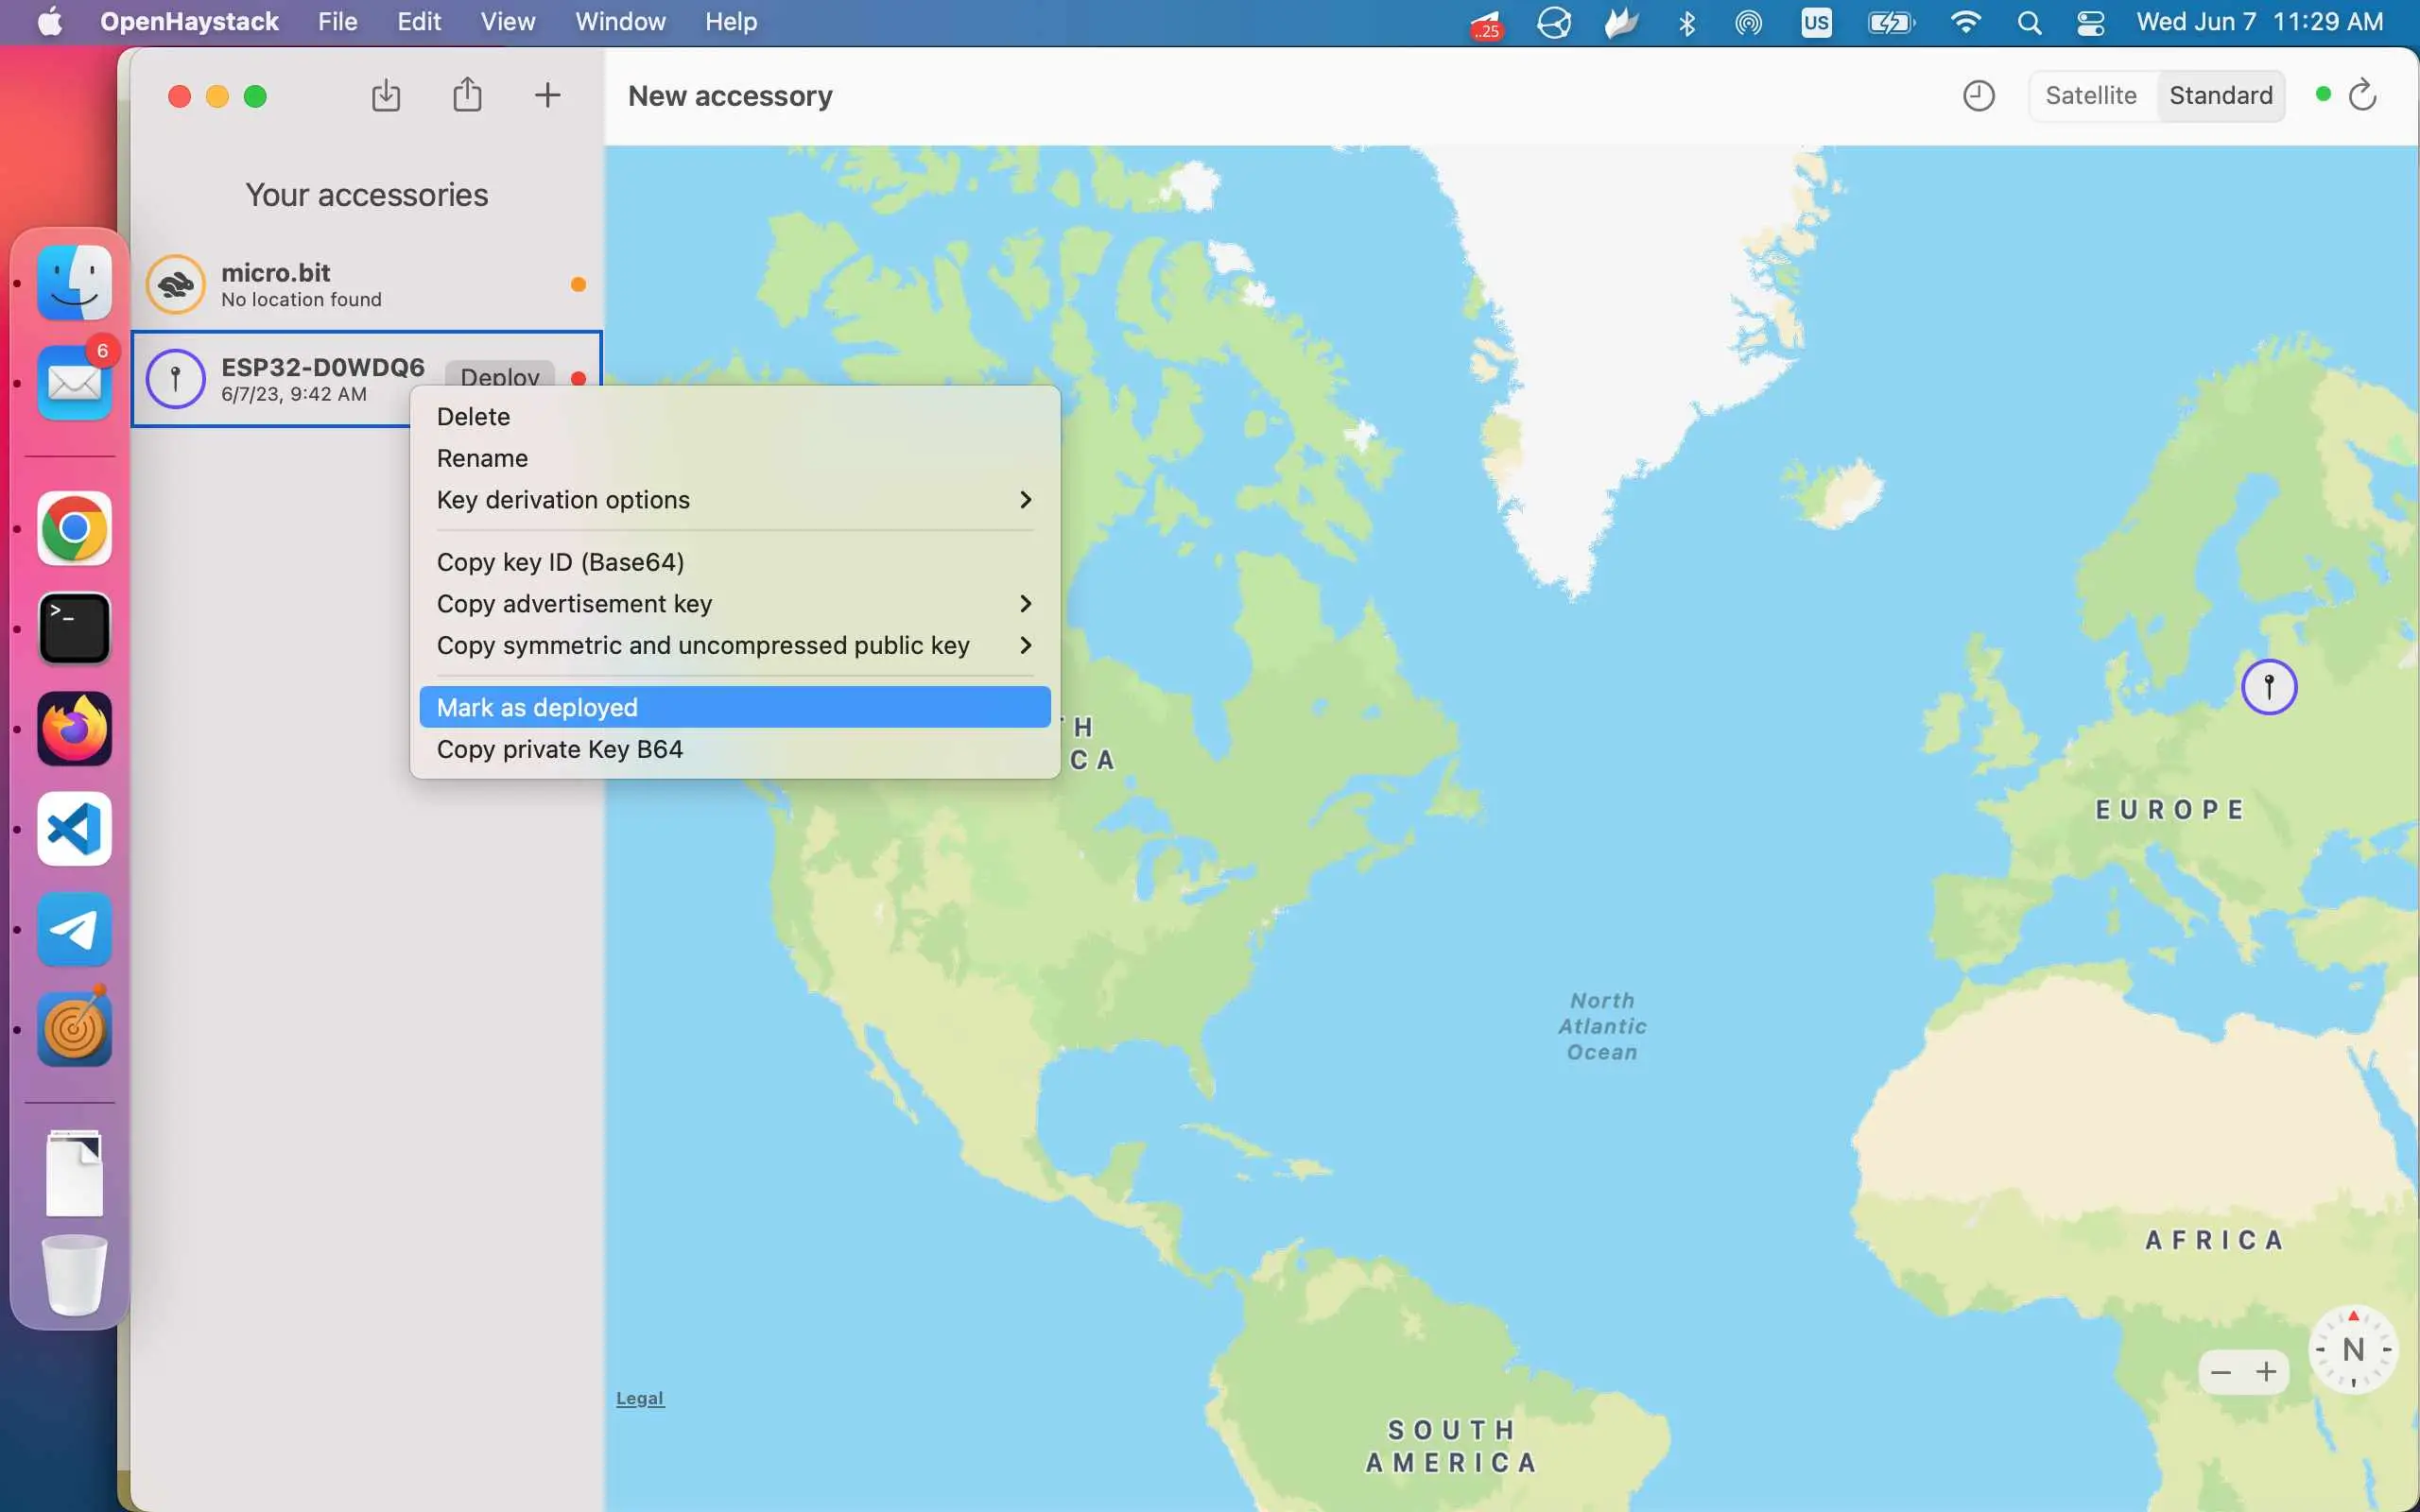 OpenHaystack File Edit View Window Help
..25 US Wed Jun 7 11:29 AM
New accessory
Satellite Standard
Your accessories
micro.bit
No location found
ESP32-D0WDQ6
6/7/23, 9:42 AM
Deploy
6
Delete
Rename
Key derivation options
Copy key ID (Base64)
Copy advertisement key
Copy symmetric and uncompressed public key
Mark as deployed
Copy private Key B64
H
CA
EUROPE
North
Atlantic
Ocean
AFRICA
SOUTH
AMERICA
N
Legal